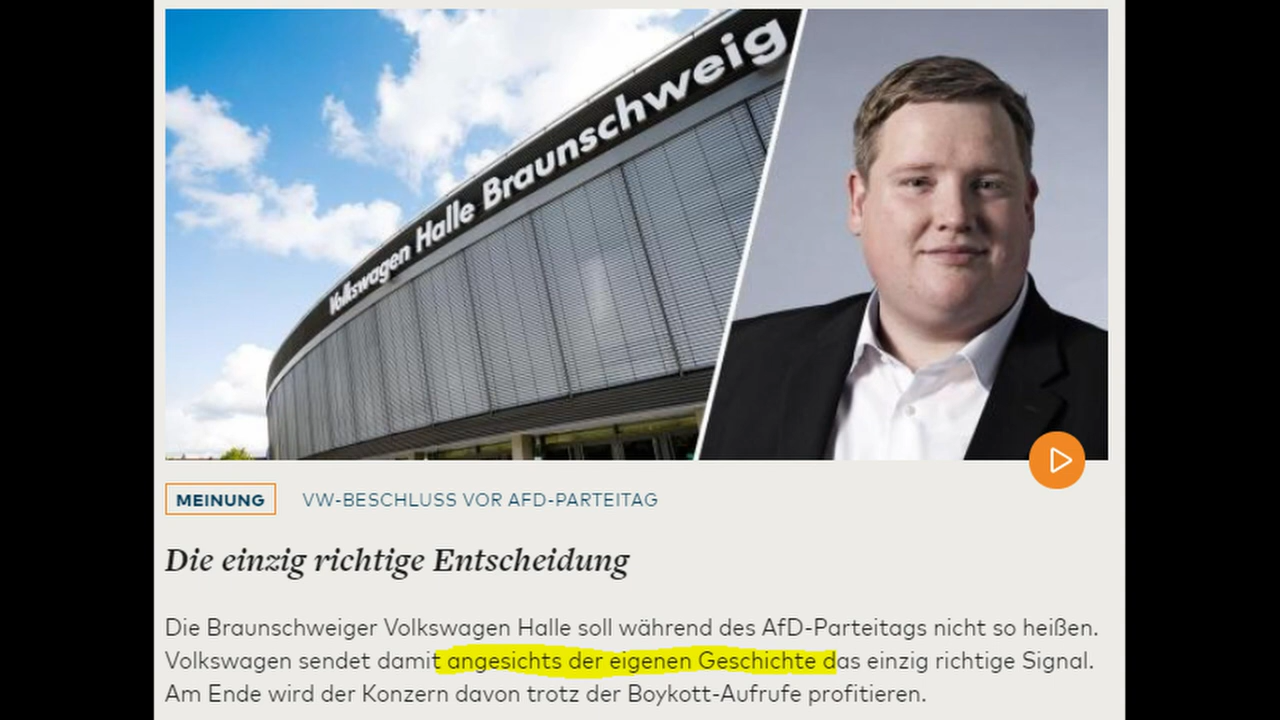 Volkswagen Halle Braunschweig
MEINUNG VW-BESCHLUSS VOR AFD-PARTEITAG
Die einzig richtige Entscheidung
Die Braunschweiger Volkswagen Halle soll während des AfD-Parteitags nicht so heißen.
Volkswagen sendet damit angesichts der eigenen Geschichte das einzig richtige Signal.
Am Ende wird der Konzern davon trotz der Boykott-Aufrufe profitieren.